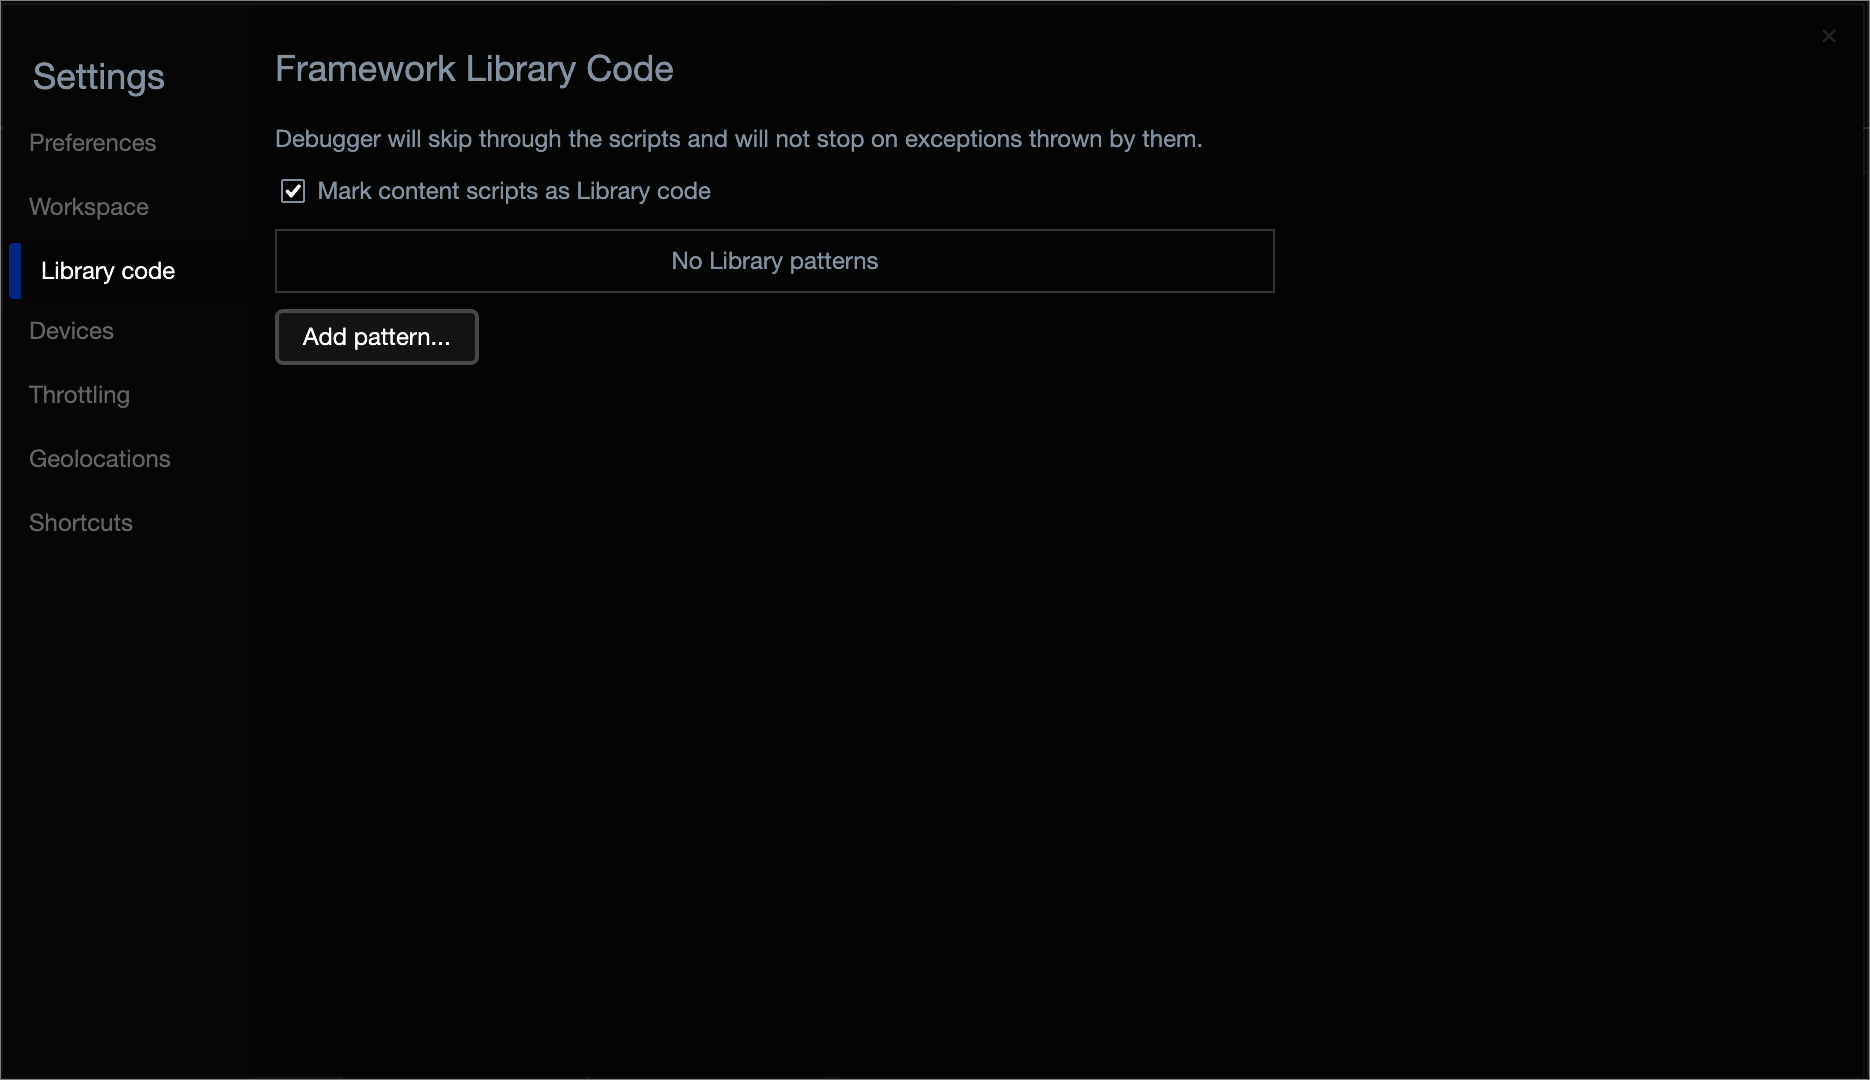 Settings
Preferences
Workspace
Library code
Devices
Throttling
Geolocations
Shortcuts
Framework Library Code
Debugger will skip through the scripts and will not stop on exceptions thrown by them.
Mark content scripts as Library code
No Library patterns
Add pattern...